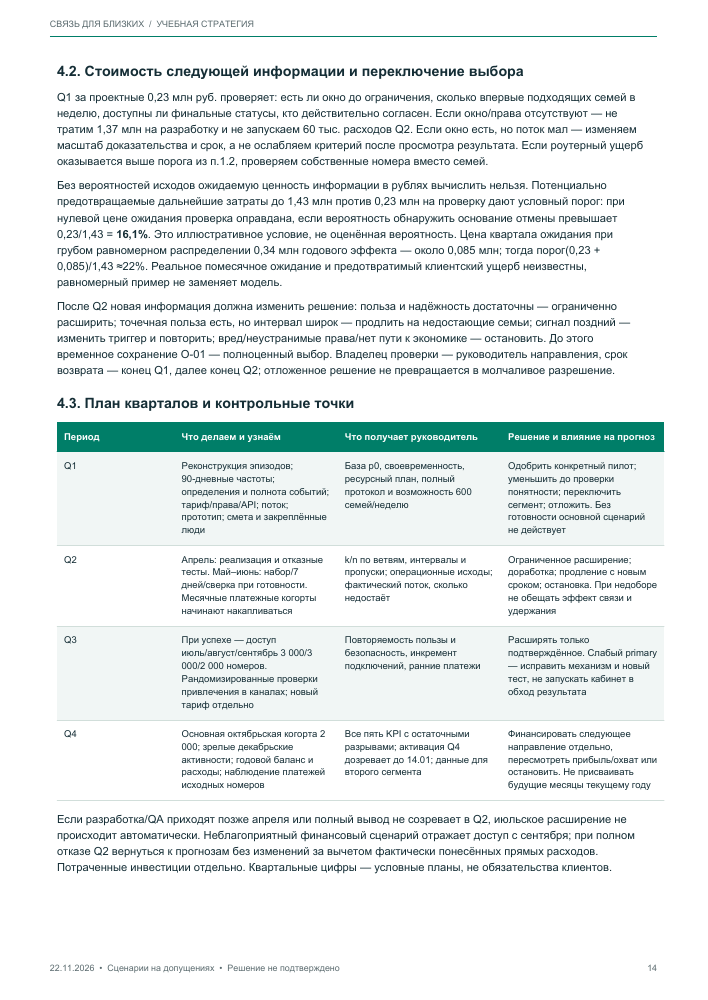 СВЯЗЬ ДЛЯ БЛИЗКИХ / УЧЕБНАЯ СТРАТЕГИЯ
4.2. Стоимость следующей информации и переключение выбора
Q1 за проектные 0,23 млн руб. проверяет: есть ли окно до ограничения, сколько впервые подходящих семей в
неделю, доступны ли финальные статусы, кто действительно согласен. Если окно/права отсутствуют — не
тратим 1,37 млн на разработку и не запускаем 60 тыс. расходов Q2. Если окно есть, но поток мал — изменяем
масштаб доказательства и срок, а не ослабляем критерий после просмотра результата. Если роутерный ущерб
оказывается выше порога из п.1.2, проверяем собственные номера вместо семей.
Без вероятностей исходов ожидаемую ценность информации в рублях вычислить нельзя. Потенциально
предотвращаемые дальнейшие затраты до 1,43 млн против 0,23 млн на проверку дают условный порог: при
нулевой цене ожидания проверка оправдана, если вероятность обнаружить основание отмены превышает
0,23/1,43 = 16,1%. Это иллюстративное условие, не оценённая вероятность. Цена квартала ожидания при
грубом равномерном распределении 0,34 млн годового эффекта — около 0,085 млн; тогда порог(0,23 +
0,085)/1,43 ≈22%. Реальное помесячное ожидание и предотвратимый клиентский ущерб неизвестны,
равномерный пример не заменяет модель.
После Q2 новая информация должна изменить решение: польза и надёжность достаточны — ограниченно
расширить; точечная польза есть, но интервал широк — продлить на недостающие семьи; сигнал поздний —
изменить триггер и повторить; вред/неустранимые права/нет пути к экономике — остановить. До этого
временное сохранение O-01 — полноценный выбор. Владелец проверки — руководитель направления, срок
возврата — конец Q1, далее конец Q2; отложенное решение не превращается в молчаливое разрешение.
4.3. План кварталов и контрольные точки
Период
Что делаем и узнаём
Что получает руководитель
Решение и влияние на прогноз
Q1
Реконструкция эпизодов;
90-дневные частоты;
определения и полнота событий;
тариф/права/API; поток;
прототип; смета и закреплённые
люди
База p0, своевременность,
ресурсный план, полный
протокол и возможность 600
семей/неделю
Одобрить конкретный пилот;
уменьшить до проверки
понятности; переключить
сегмент; отложить. Без
готовности основной сценарий
не действует
Q2
Апрель: реализация и отказные
тесты. Май–июнь: набор/7
дней/сверка при готовности.
Месячные платежные когорты
начинают накапливаться
k/n по ветвям, интервалы и
пропуски; операционные исходы;
фактический поток, сколько
недостаёт
Ограниченное расширение;
доработка; продление с новым
сроком; остановка. При недоборе
не обещать эффект связи и
удержания
Q3
При успехе — доступ
июль/август/сентябрь 3 000/3
000/2 000 номеров.
Рандомизированные проверки
привлечения в каналах; новый
тариф отдельно
Повторяемость пользы и
безопасность, инкремент
подключений, ранние платежи
Расширять только
подтверждённое. Слабый primary
— исправить механизм и новый
тест, не запускать кабинет в
обход результата
Q4
Основная октябрьская когорта 2
000; зрелые декабрьские
активности; годовой баланс и
расходы; наблюдение платежей
исходных номеров
Все пять KPI с остаточными
разрывами; активация Q4
дозревает до 14.01; данные для
второго сегмента
Финансировать следующее
направление отдельно,
пересмотреть прибыль/охват или
остановить. Не присваивать
будущие месяцы текущему году
Если разработка/QA приходят позже апреля или полный вывод не созревает в Q2, июльское расширение не
происходит автоматически. Неблагоприятный финансовый сценарий отражает доступ с сентября; при полном
отказе Q2 вернуться к прогнозам без изменений за вычетом фактически понесённых прямых расходов.
Потраченные инвестиции отдельно. Квартальные цифры — условные планы, не обязательства клиентов.
22.11.2026 • Сценарии на допущениях • Решение не подтверждено
14